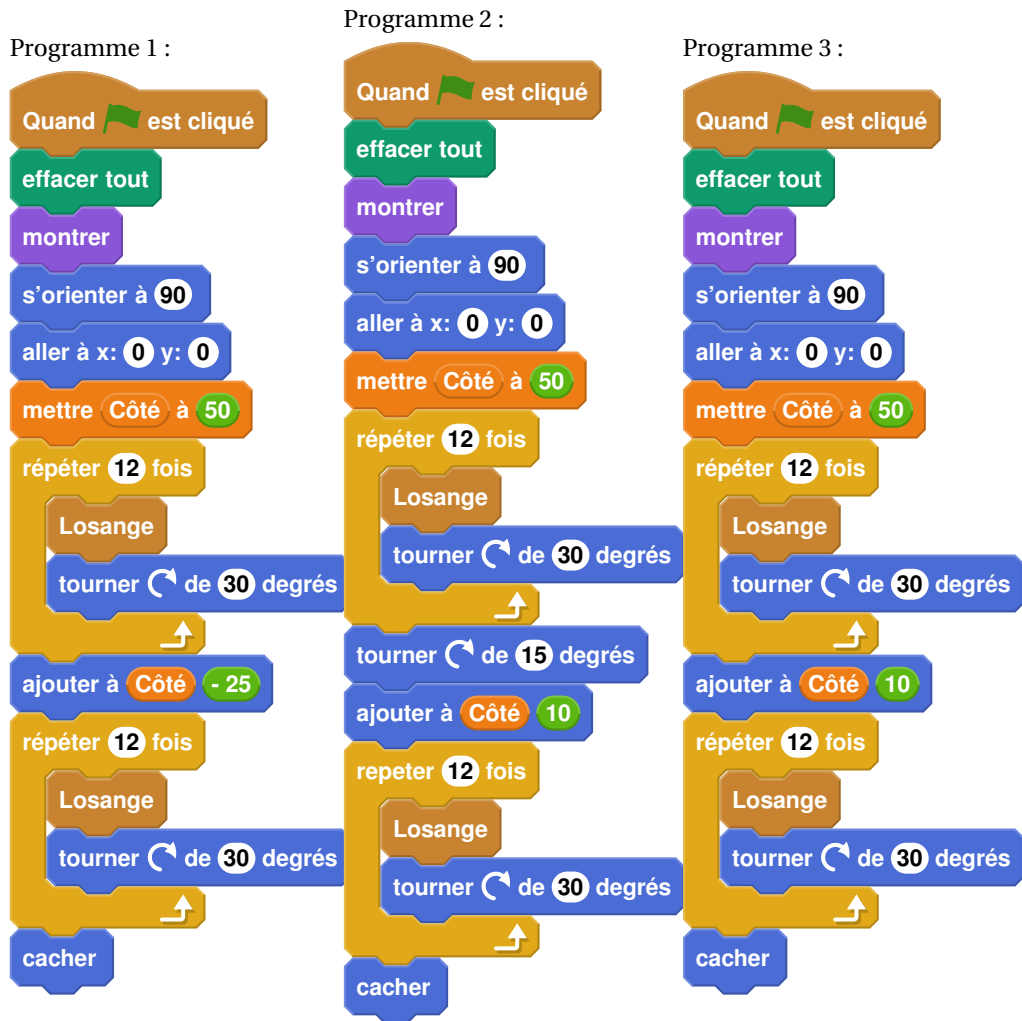 Programme 1 :
Quand est cliqué
effacer tout
montrer
s'orienter à 90
aller à x: 0 y: 0
mettre Côté à 50
répéter 12 fois
Losange
tourner de 30 degrés
ajouter à Côté - 25
répéter 12 fois
Losange
tourner de 30 degrés
cacher
Programme 2 :
Quand est cliqué
effacer tout
montrer
s'orienter à 90
aller à x: 0 y: 0
mettre Côté à 50
répéter 12 fois
Losange
tourner de 30 degrés
tourner de 15 degrés
ajouter à Côté 10
repeter 12 fois
Losange
tourner de 30 degrés
cacher
Programme 3 :
Quand est cliqué
effacer tout
montrer
s'orienter à 90
aller à x: 0 y: 0
mettre Côté à 50
répéter 12 fois
Losange
tourner de 30 degrés
ajouter à Côté 10
répéter 12 fois
Losange
tourner de 30 degrés
cacher